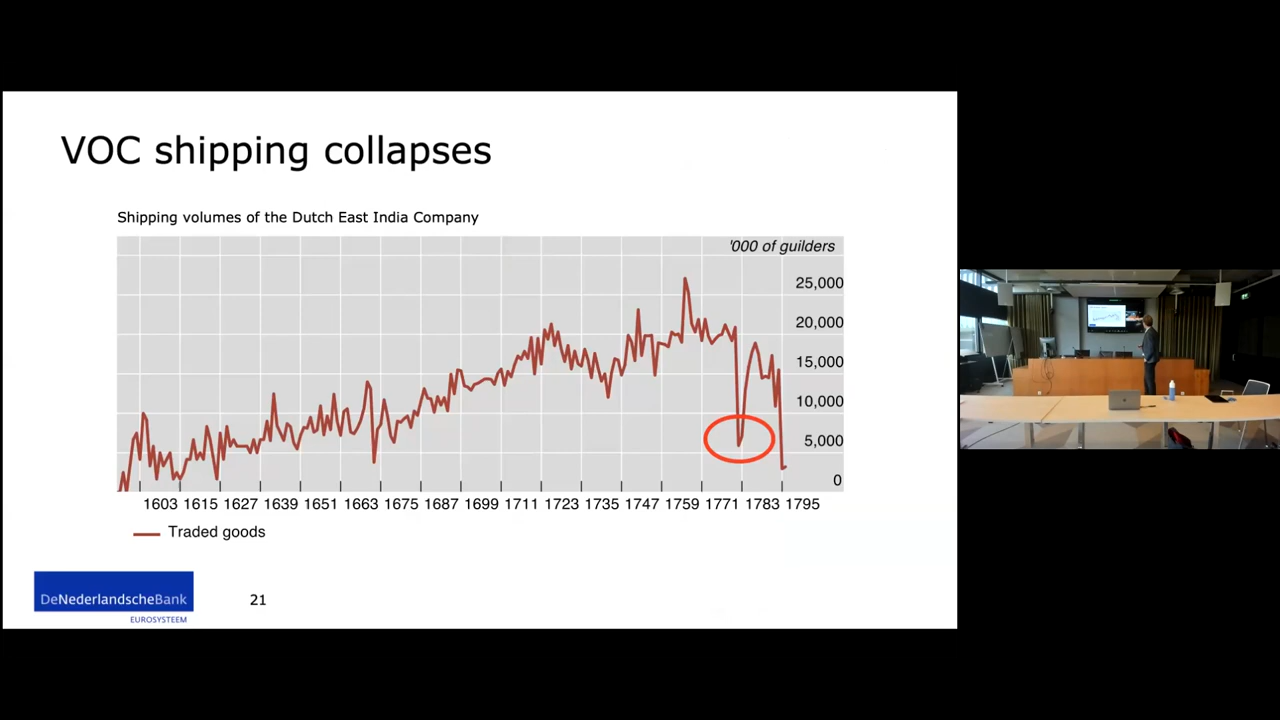 VOC shipping collapses
Shipping volumes of the Dutch East India Company
'000 of guilders
25,000
20,000
15,000
10,000
5,000
0
1603 1615 1627 1639 1651 1663 1675 1687 1699 1711 1723 1735 1747 1759 1771 1783 1795
Traded goods
DeNederlandscheBank
EUROSYSTEEM
21